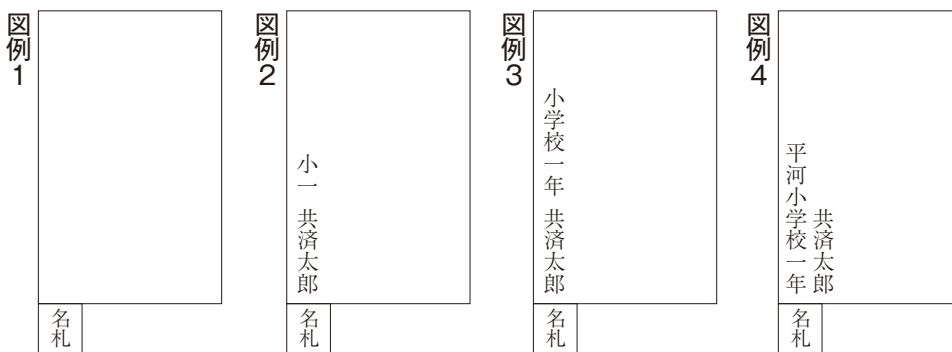 図例1
名札
図例2
小一 共済太郎
名札
図例3
小学校一年 共済太郎
名札
図例4
共済太郎
平河小学校一年
名札